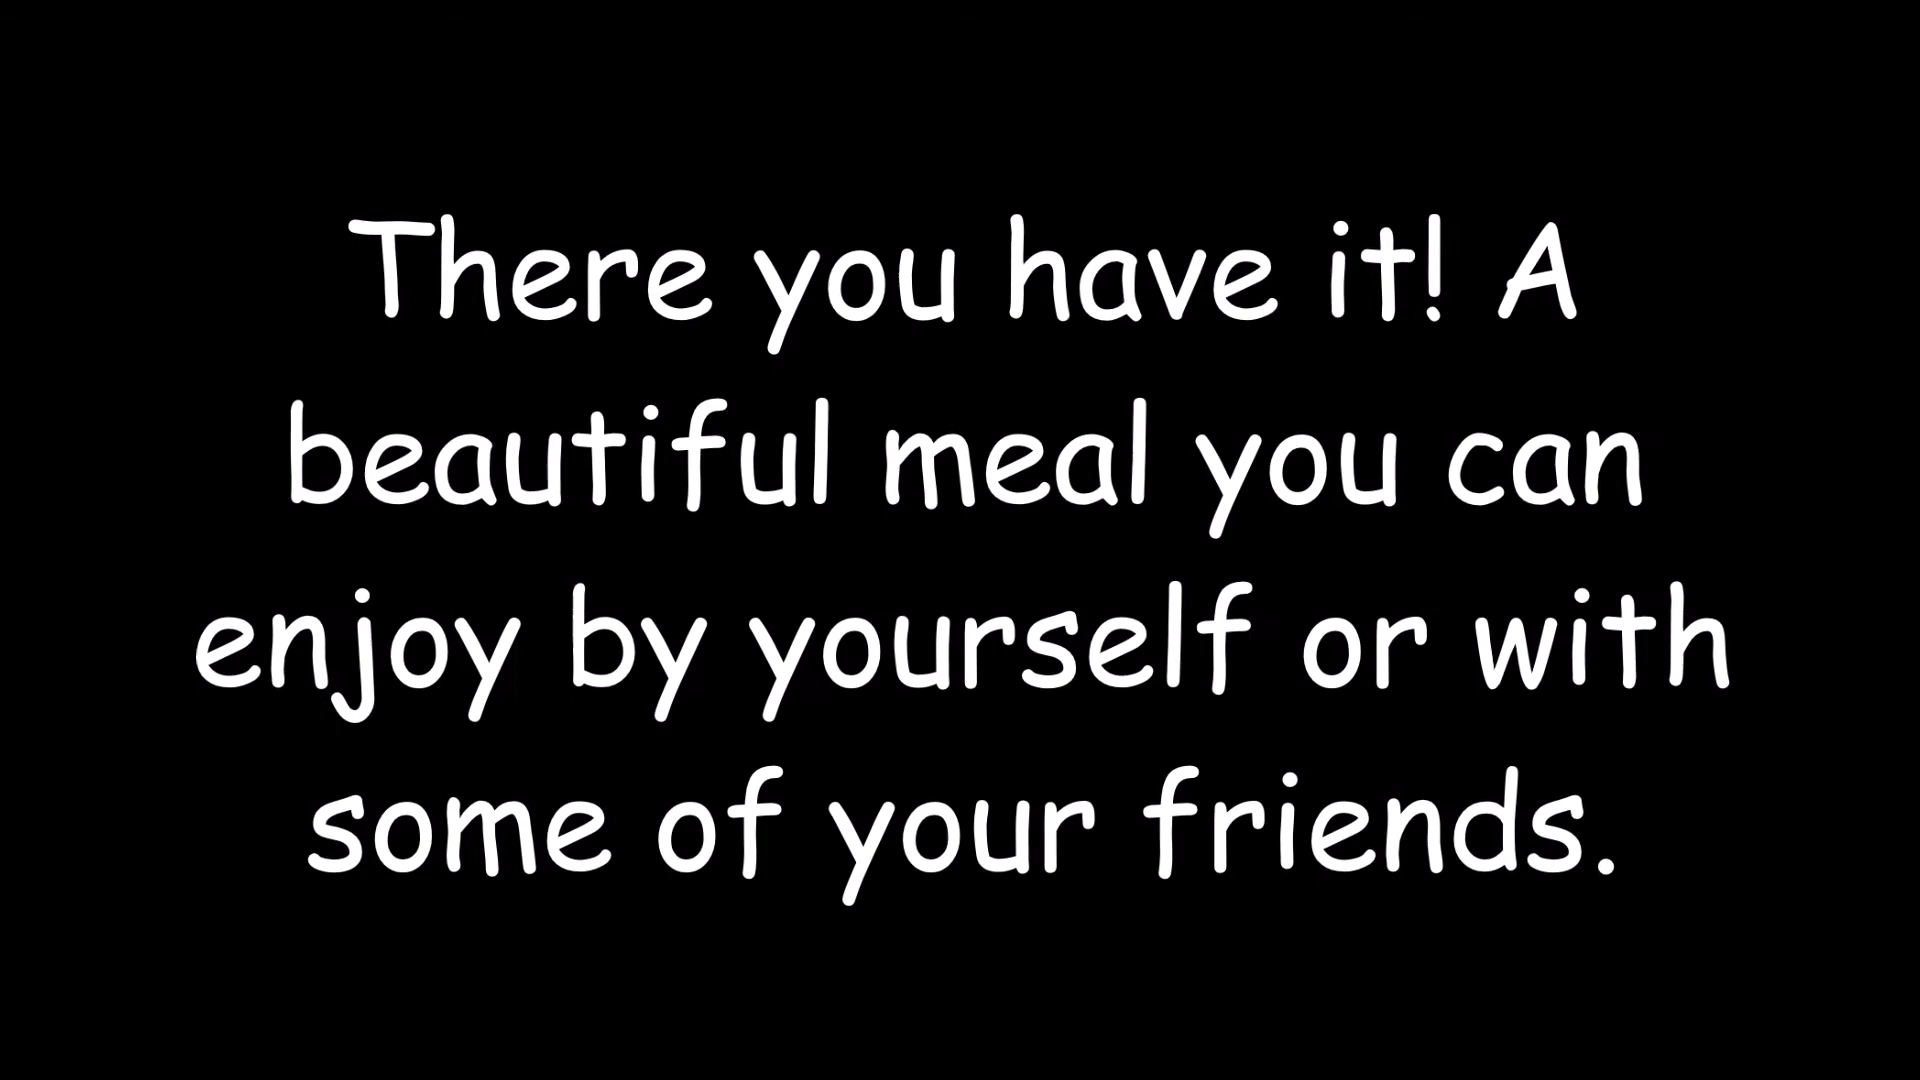 There you have it! A
beautiful meal you can
enjoy by yourself or with
some of your friends.